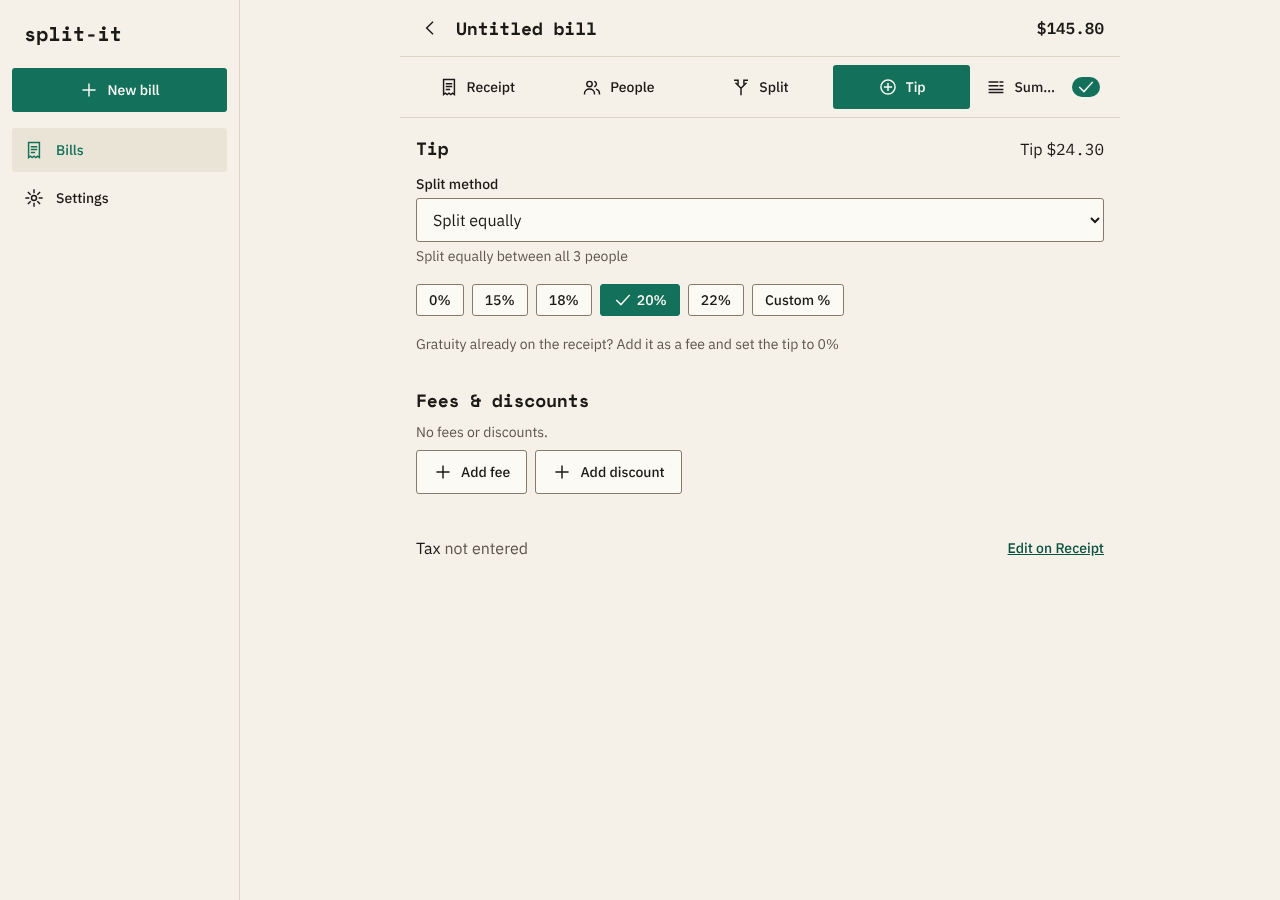 split-it
New bill
Bills
Settings
Untitled bill
$145.80
Receipt
People
Split
Tip
Sum...
Tip
Tip $24.30
Split method
Split equally
Split equally between all 3 people
0%
15%
18%
20%
22%
Custom %
Gratuity already on the receipt? Add it as a fee and set the tip to 0%
Fees & discounts
No fees or discounts.
Add fee
Add discount
Tax not entered
Edit on Receipt